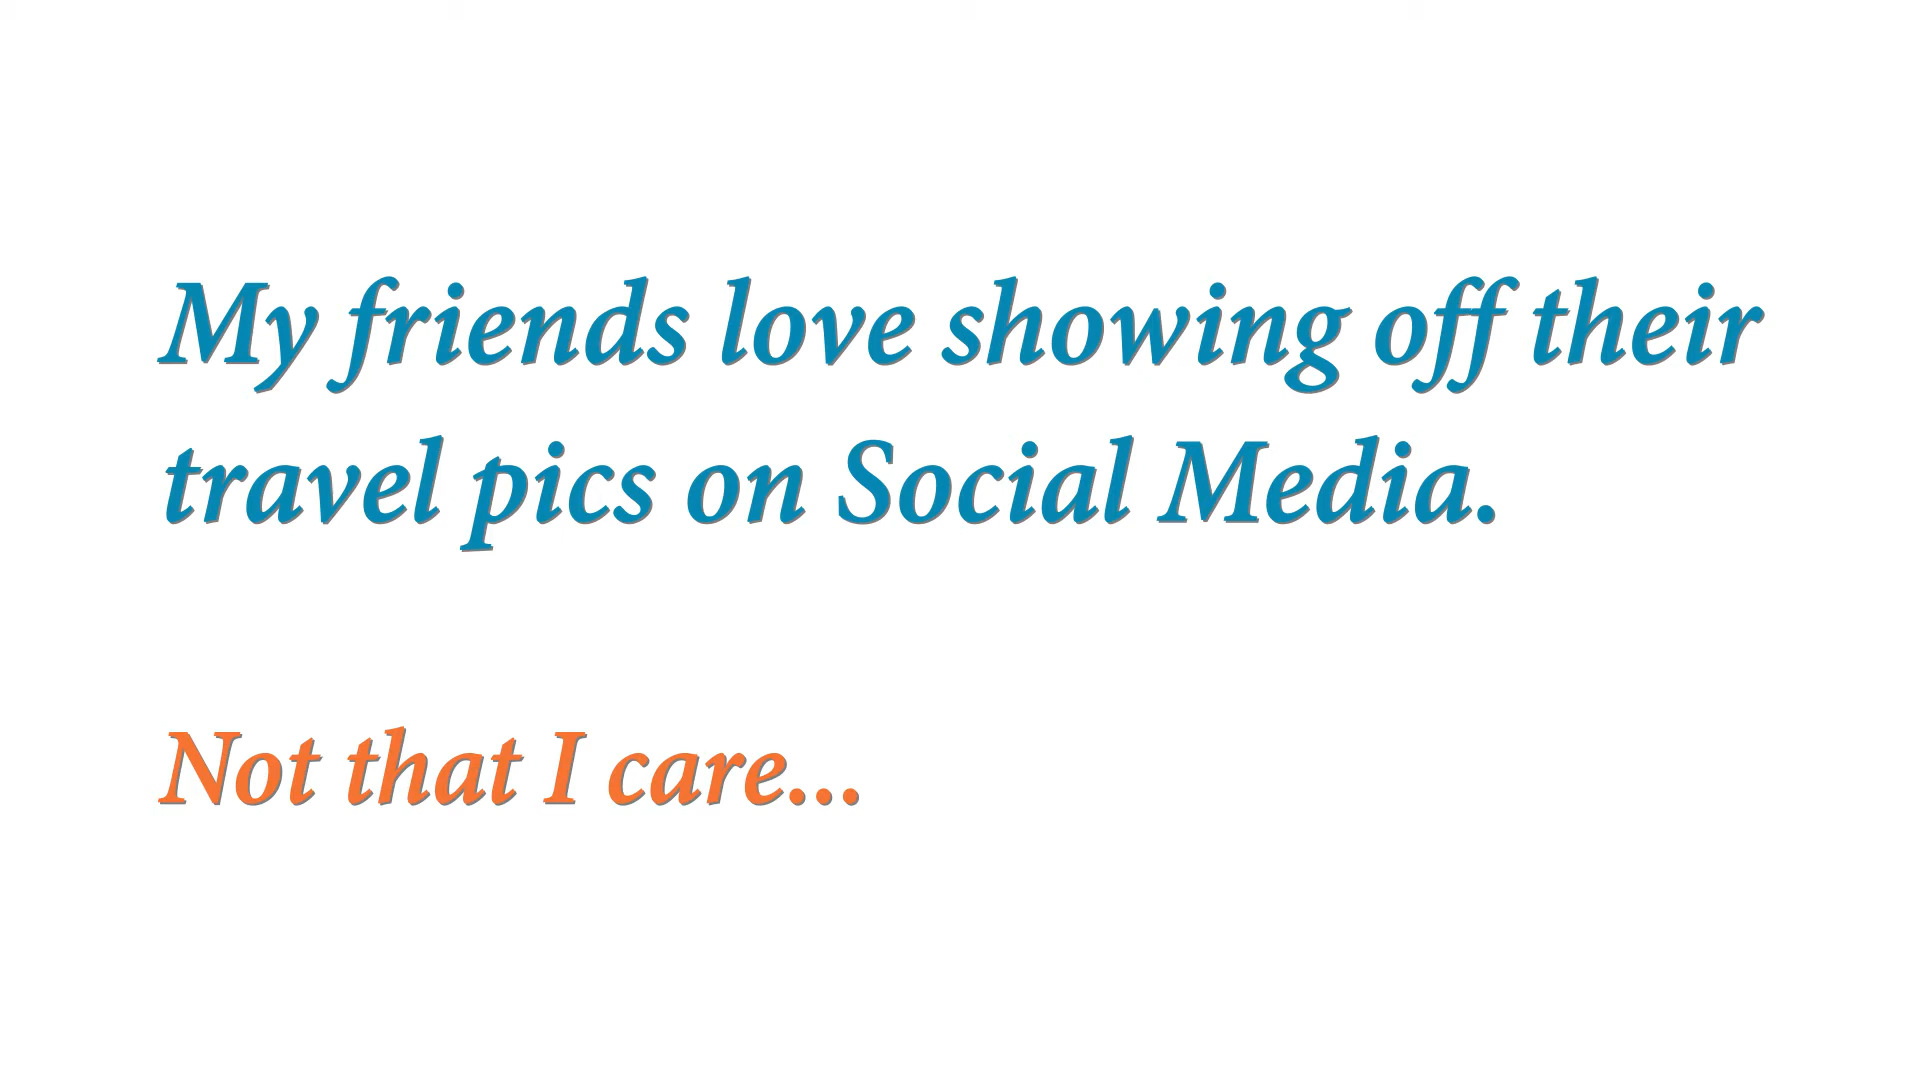 My friends love showing off their
travel pics on Social Media.
Not that I care...